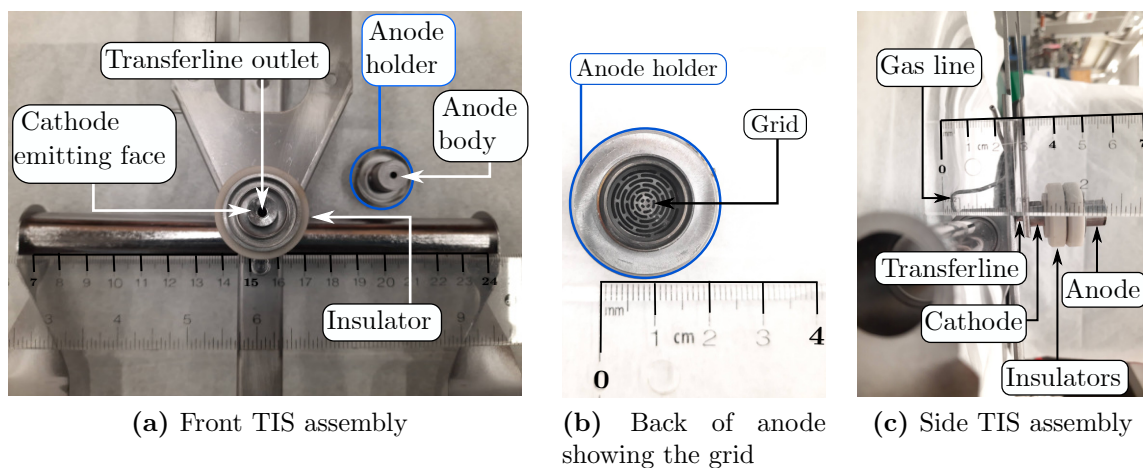 Transferline outlet
Anode
holder
Anode
body
Cathode
emitting face
Insulator
7 8 9 10 11 12 13 14 15 16 17 18 19 20 21 22 23 24
3 4 5 6 9
(a) Front TIS assembly
Anode holder
Grid
mm 1 cm 2 3 4
0
(b) Back of anode
showing the grid
Gas line
0 1 cm 2 3 4 5 6 7
mm
2
Transferline
Cathode
Anode
Insulators
(c) Side TIS assembly